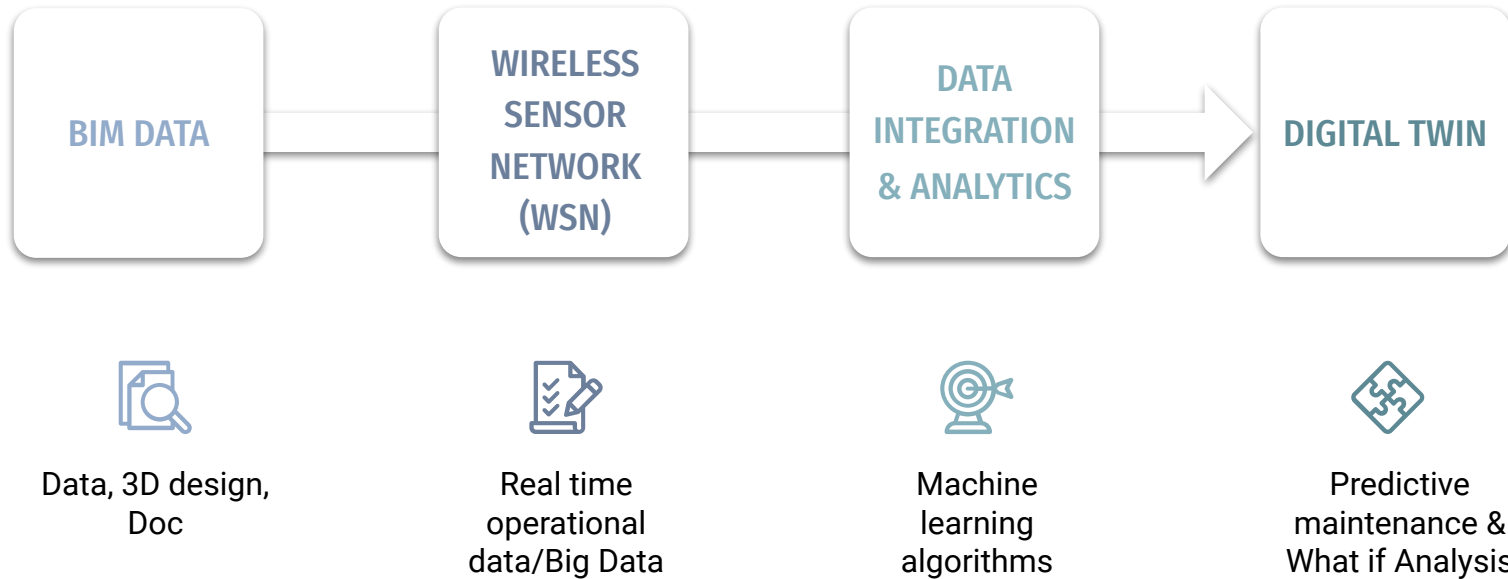 BIM DATA
WIRELESS
SENSOR
NETWORK
(WSN)
DATA
INTEGRATION
& ANALYTICS
DIGITAL TWIN
Data, 3D design,
Doc
Real time
operational
data/Big Data
Machine
learning
algorithms
Predictive
maintenance &
What if Analysis